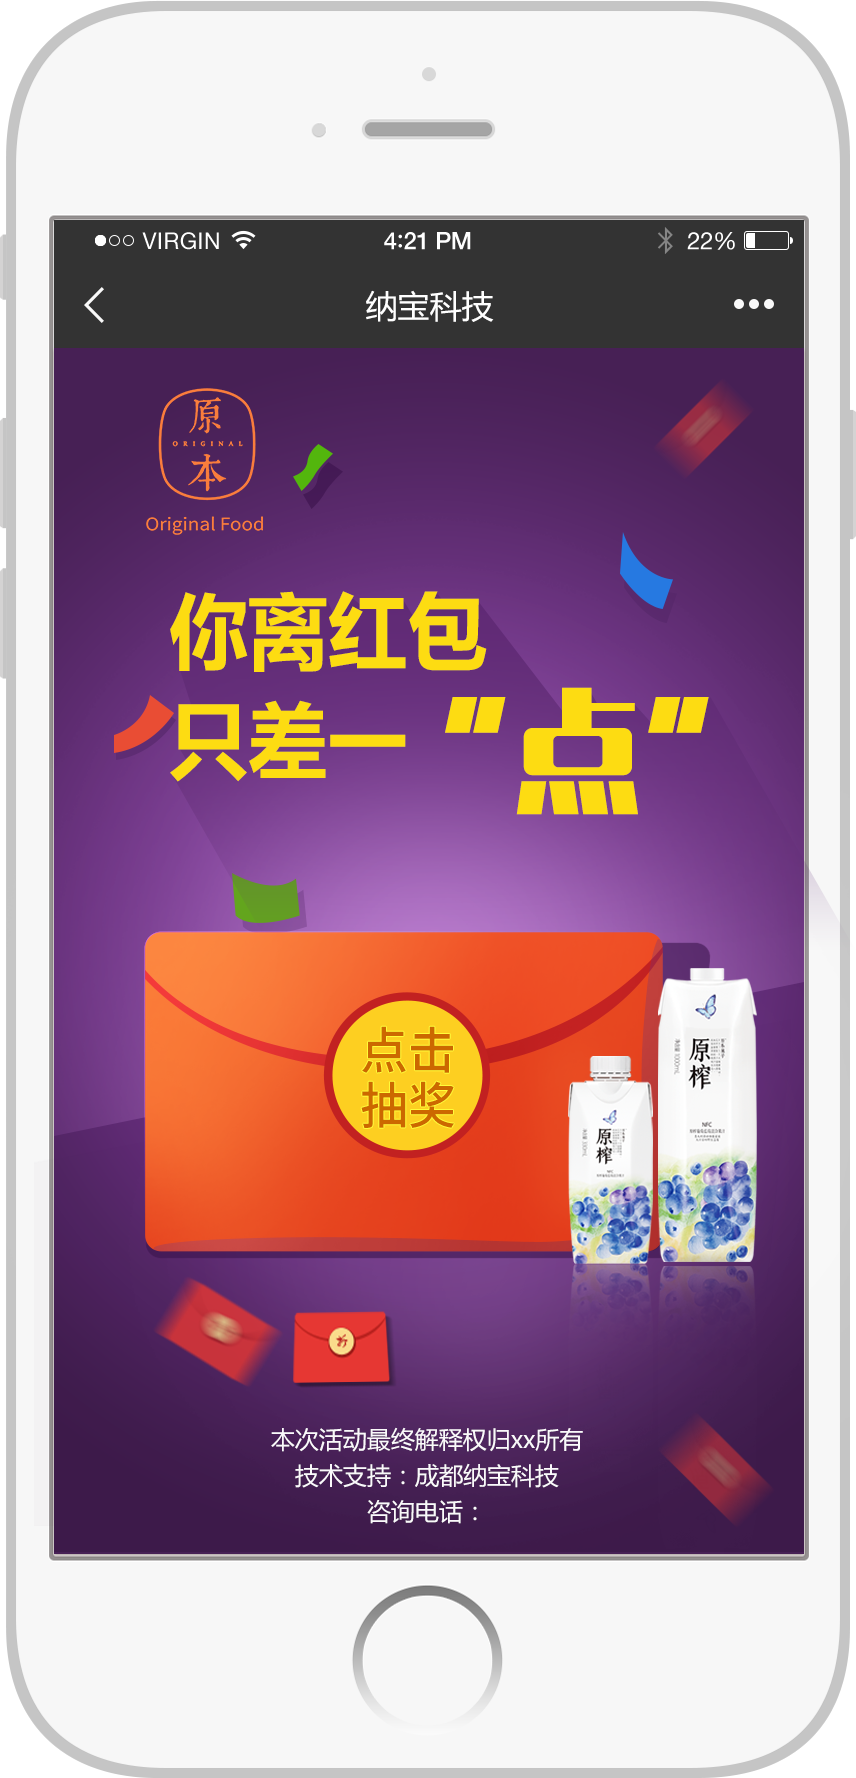 VIRGIN 4:21 PM 22%
纳宝科技
原
ORIGINAL
本
Original Food
你离红包
只差一“点”
点击
抽奖
原榨
NFC
原榨
NFC
本次活动最终解释权归xx所有
技术支持：成都纳宝科技
咨询电话：